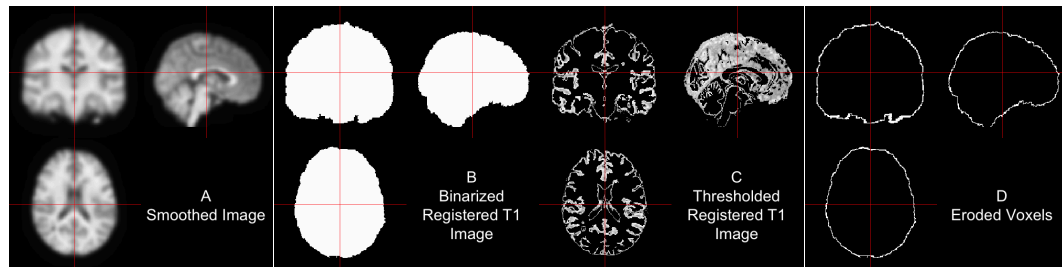 A
Smoothed Image
B
Binarized
Registered T1
Image
C
Thresholded
Registered T1
Image
D
Eroded Voxels